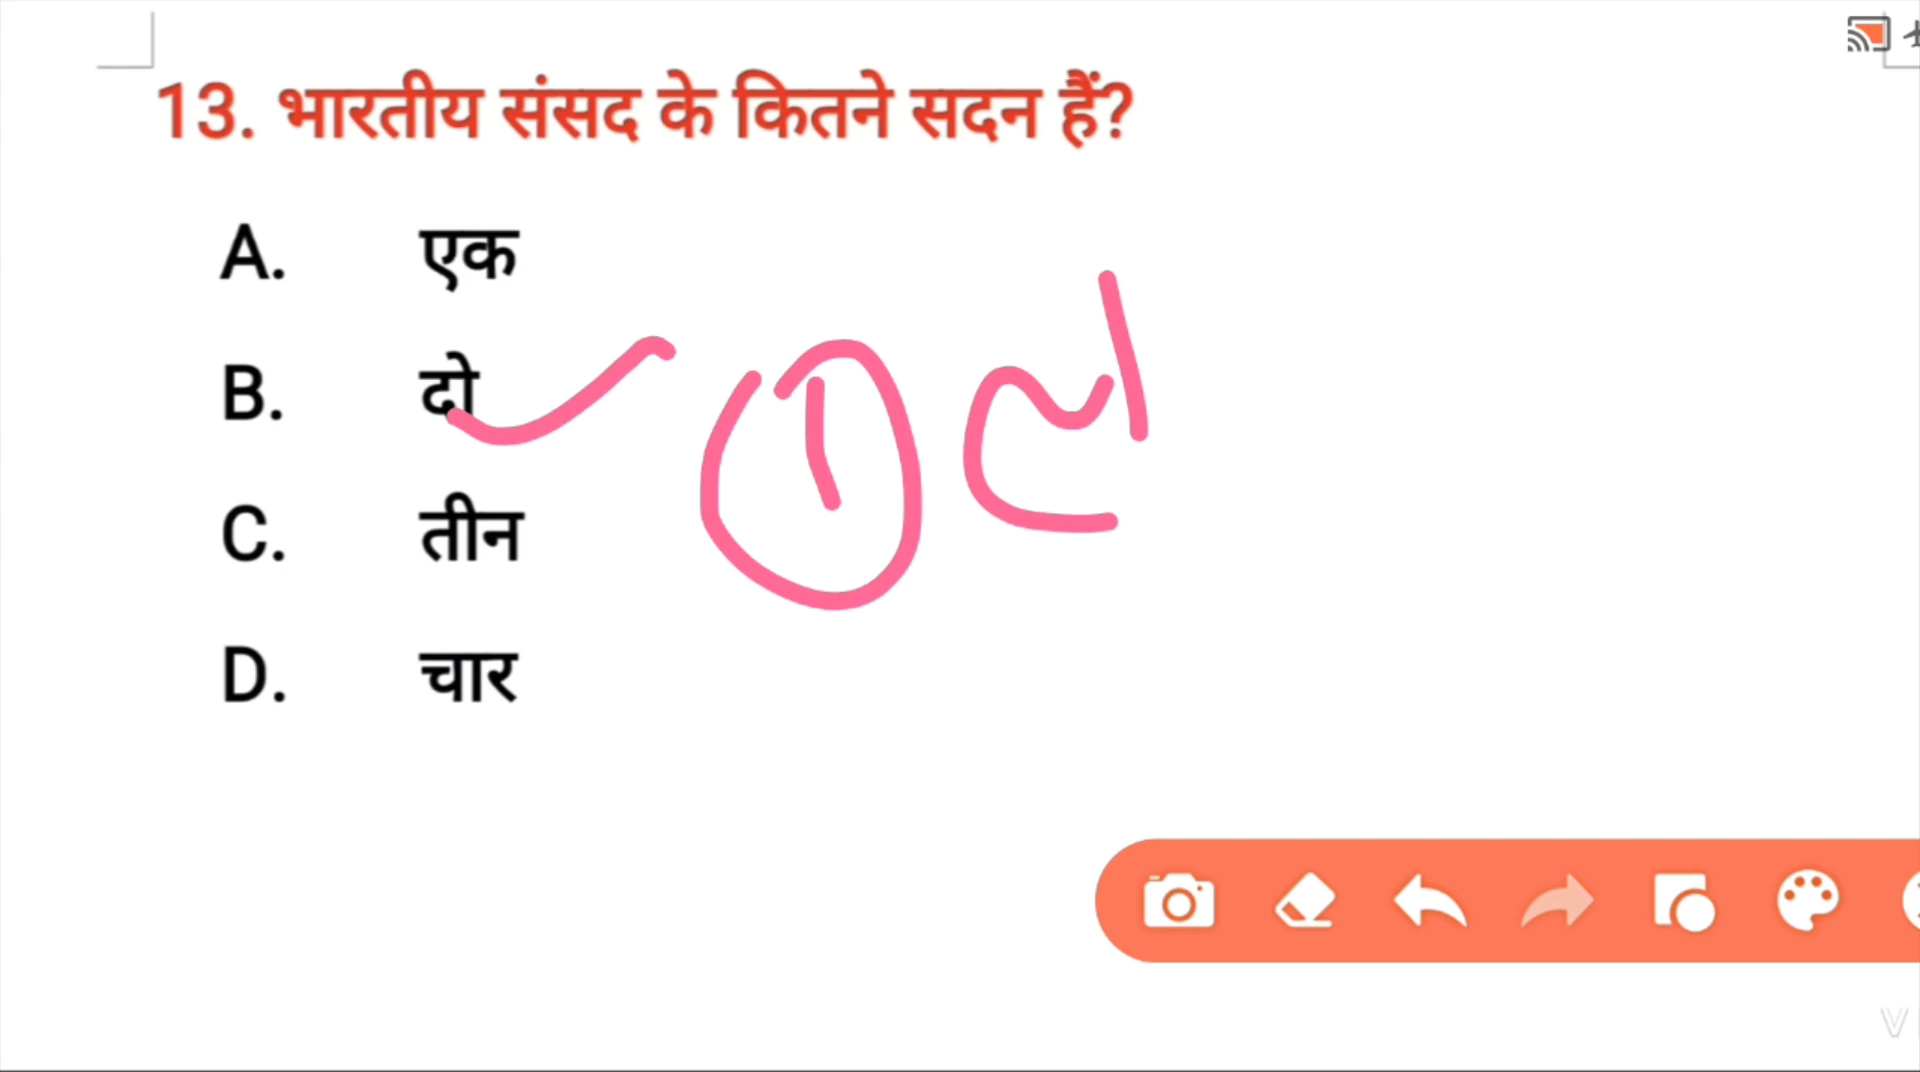 13. भारतीय संसद के कितने सदन हैं?
A. एक
B. दो
C. तीन
D. चार